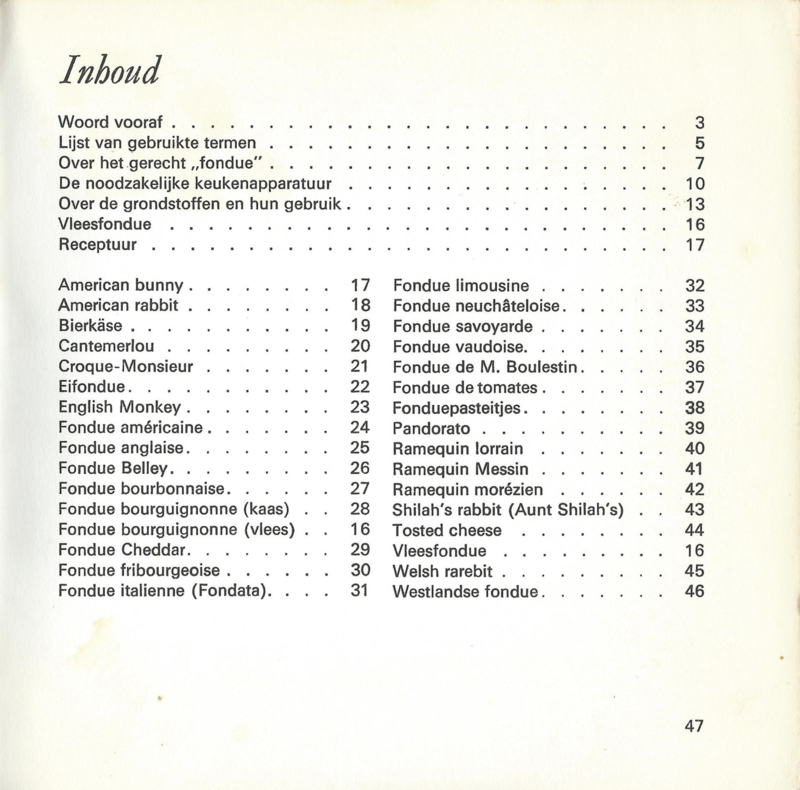 Inhoud
Woord vooraf . . . . . . . . . . . . . . . . . . . . . . . . . . 3
Lijst van gebruikte termen . . . . . . . . . . . . . . . . . . . . . 5
Over het gerecht „fondue” . . . . . . . . . . . . . . . . . . . . . 7
De noodzakelijke keukenapparatuur . . . . . . . . . . . . . . . . . 10
Over de grondstoffen en hun gebruik . . . . . . . . . . . . . . . . . 13
Vleesfondue . . . . . . . . . . . . . . . . . . . . . . . . . . 16
Receptuur . . . . . . . . . . . . . . . . . . . . . . . . . . . 17
American bunny . . . . . . . . 17
American rabbit . . . . . . . . 18
Bierkäse . . . . . . . . . . . 19
Cantemerlou . . . . . . . . . 20
Croque-Monsieur . . . . . . . 21
Eifondue . . . . . . . . . . . 22
English Monkey . . . . . . . . 23
Fondue américaine . . . . . . . 24
Fondue anglaise . . . . . . . . 25
Fondue Belley . . . . . . . . . 26
Fondue bourbonnaise . . . . . . 27
Fondue bourguignonne (kaas) . . 28
Fondue bourguignonne (vlees) . . 16
Fondue Cheddar . . . . . . . . 29
Fondue fribourgeoise . . . . . . 30
Fondue italienne (Fondata) . . . . 31
Fondue limousine . . . . . . . 32
Fondue neuchâteloise . . . . . . 33
Fondue savoyarde . . . . . . . 34
Fondue vaudoise . . . . . . . . 35
Fondue de M. Boulestin . . . . . 36
Fondue de tomates . . . . . . . 37
Fonduepasteitjes . . . . . . . . 38
Pandorato . . . . . . . . . . 39
Ramequin lorrain . . . . . . . 40
Ramequin Messin . . . . . . . 41
Ramequin morézien . . . . . . 42
Shilah's rabbit (Aunt Shilah's) . . 43
Tosted cheese . . . . . . . . 44
Vleesfondue . . . . . . . . . 16
Welsh rarebit . . . . . . . . . 45
Westlandse fondue . . . . . . . 46
47